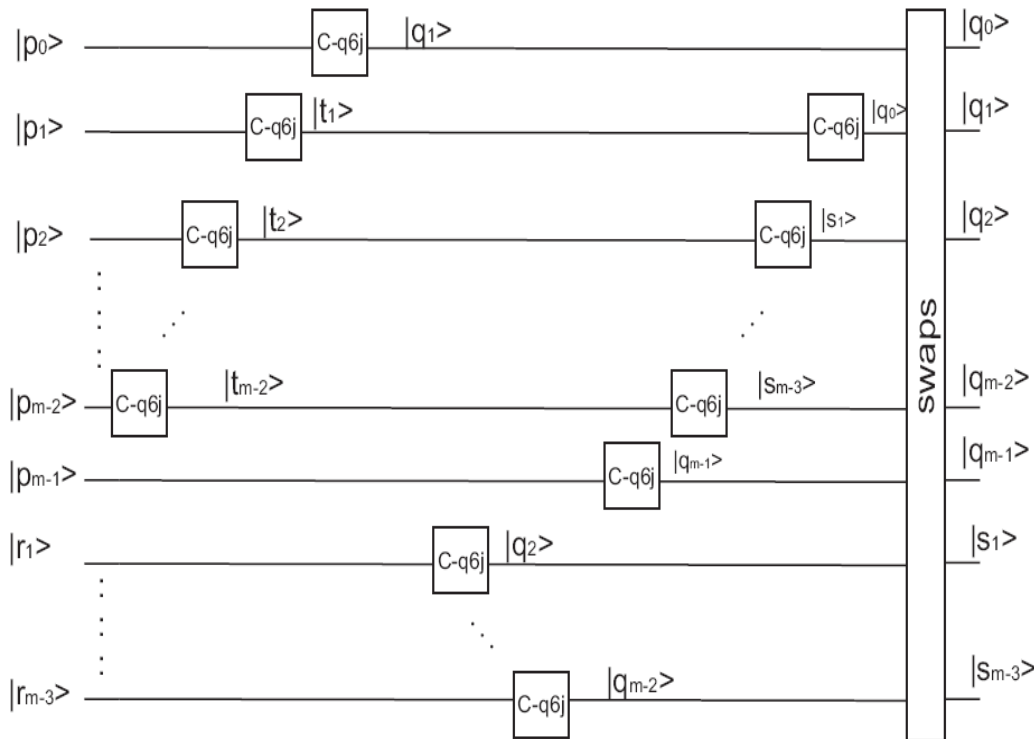 |p₀> C-q6j |q₁> |q₀>
|p₁> C-q6j |t₁> C-q6j |q₀> |q₁>
|p₂> C-q6j |t₂> C-q6j |s₁> |q₂>
swaps
|pₘ₋₂> C-q6j |tₘ₋₂> C-q6j |sₘ₋₃> |qₘ₋₂>
|pₘ₋₁> C-q6j |qₘ₋₁> |qₘ₋₁>
|r₁> C-q6j |q₂> |s₁>
|rₘ₋₃> C-q6j |qₘ₋₂> |sₘ₋₃>